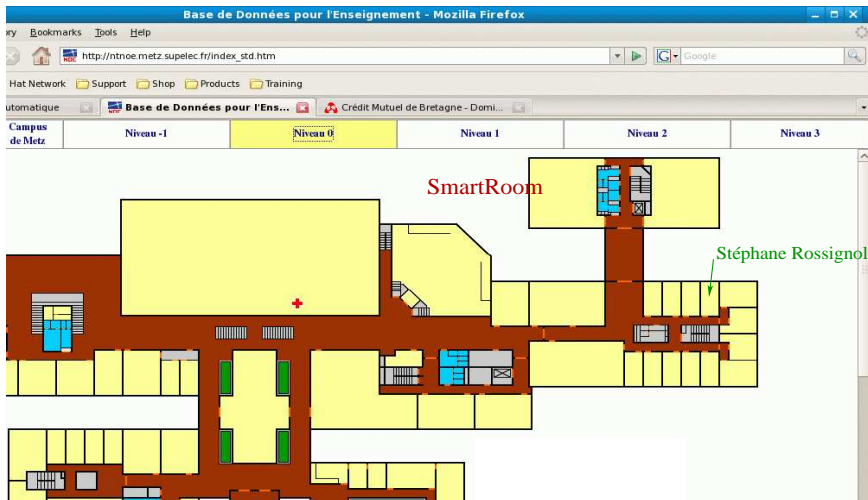 Base de Données pour l'Enseignement - Mozilla Firefox
ory Bookmarks Tools Help
http://ntnoe.metz.supelec.fr/index_std.htm
G Google
Hat Network Support Shop Products Training
utomatique Base de Données pour l'Ens... Crédit Mutuel de Bretagne - Domi...
Campus de Metz Niveau -1 Niveau 0 Niveau 1 Niveau 2 Niveau 3
SmartRoom
Stéphane Rossignol